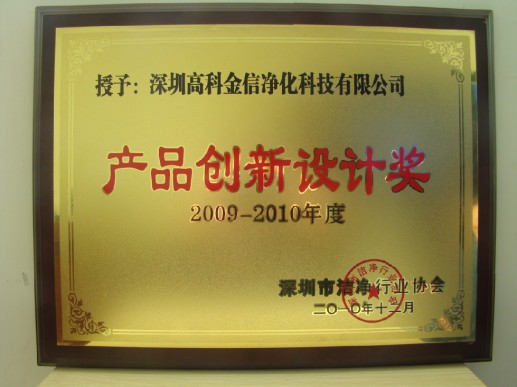 授予：深圳高科金信净化科技有限公司
产品创新设计奖
2009-2010年度
深圳市洁净行业协会
二〇一〇年十二月